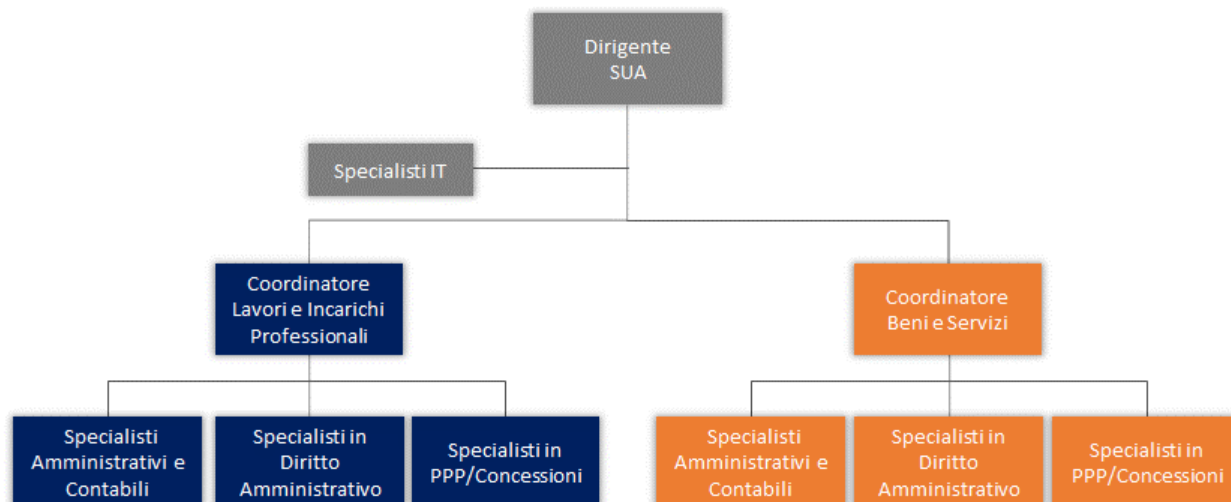 Dirigente
SUA
Specialisti IT
Coordinatore
Lavori e Incarichi
Professionali
Coordinatore
Beni e Servizi
Specialisti
Amministrativi e
Contabili
Specialisti in
Diritto
Amministrativo
Specialisti in
PPP/Concessioni
Specialisti
Amministrativi e
Contabili
Specialisti in
Diritto
Amministrativo
Specialisti in
PPP/Concessioni